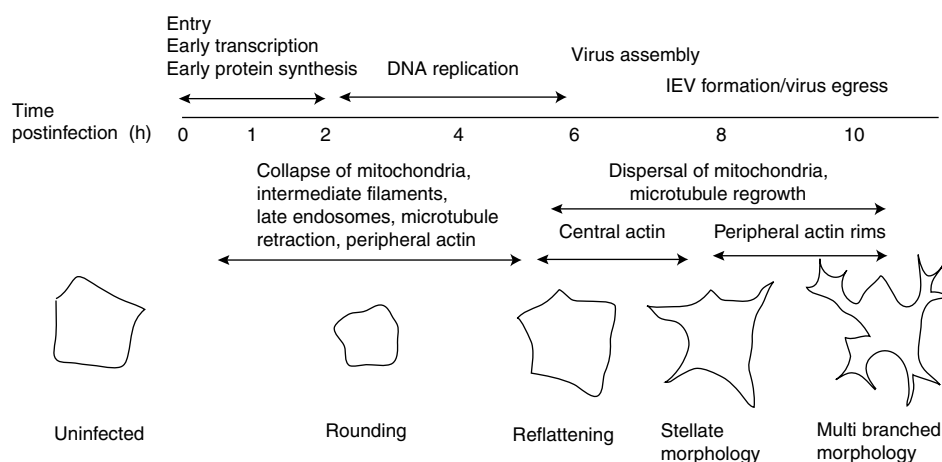 Entry
Early transcription
Early protein synthesis
DNA replication
Virus assembly
IEV formation/virus egress
Time
postinfection (h)
0 1 2 4 6 8 10
Collapse of mitochondria,
intermediate filaments,
late endosomes, microtubule
retraction, peripheral actin
Dispersal of mitochondria,
microtubule regrowth
Central actin
Peripheral actin rims
Uninfected
Rounding
Reflattening
Stellate
morphology
Multi branched
morphology